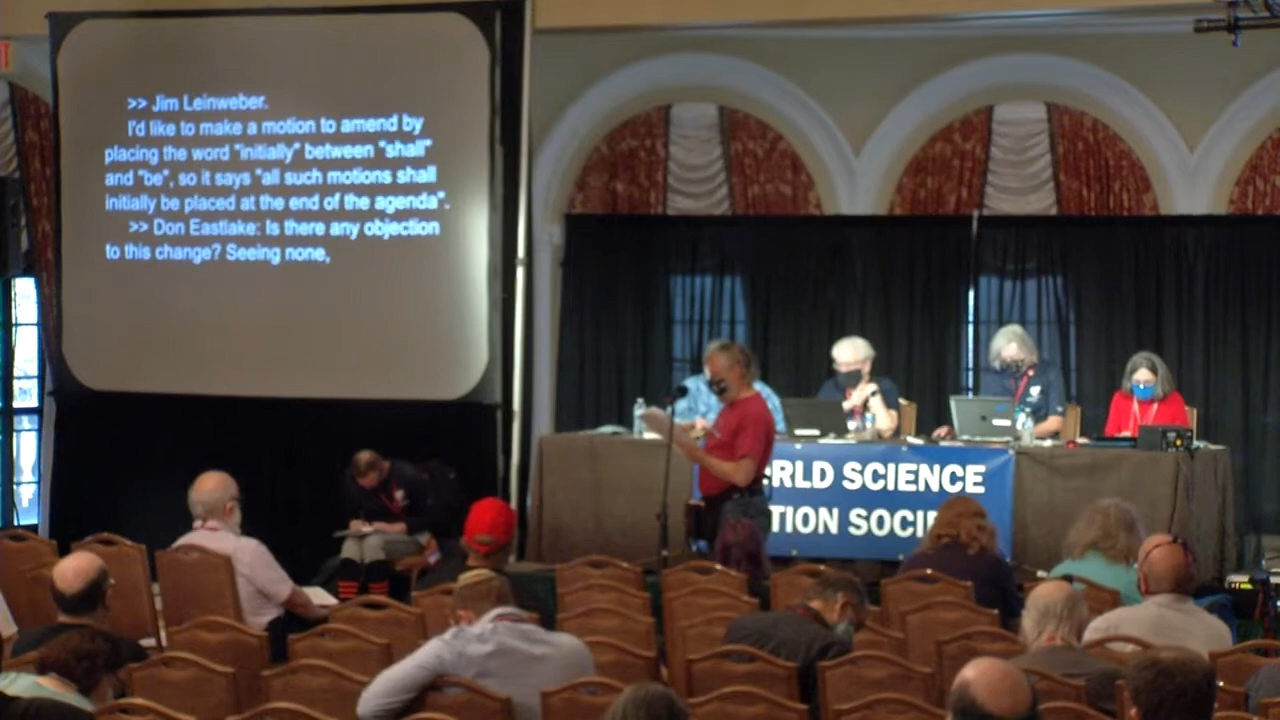 >> Jim Leinweber.
I'd like to make a motion to amend by
placing the word "initially" between "shall"
and "be", so it says "all such motions shall
initially be placed at the end of the agenda".
>> Don Eastlake: Is there any objection
to this change? Seeing none,
RLD SCIENCE
TION SOCI
T